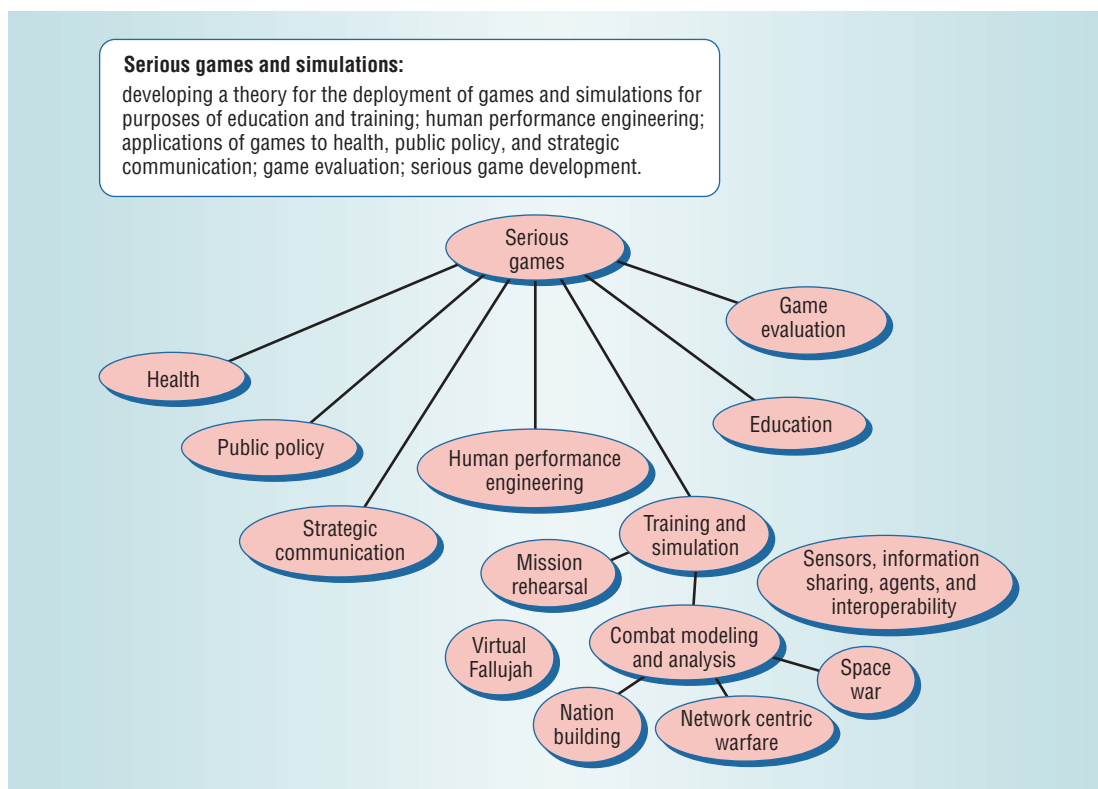 Serious games and simulations:
developing a theory for the deployment of games and simulations for
purposes of education and training; human performance engineering;
applications of games to health, public policy, and strategic
communication; game evaluation; serious game development.
Serious
games
Game
evaluation
Health
Education
Public policy
Human performance
engineering
Strategic
communication
Training and
simulation
Mission
rehearsal
Sensors, information
sharing, agents, and
interoperability
Virtual
Fallujah
Combat modeling
and analysis
Space
war
Nation
building
Network centric
warfare